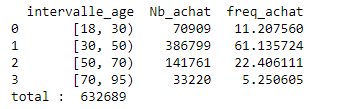 intervalle_age Nb_achat freq_achat
0 [18, 30) 70909 11.207560
1 [30, 50) 386799 61.135724
2 [50, 70) 141761 22.406111
3 [70, 95) 33220 5.250605
total : 632689